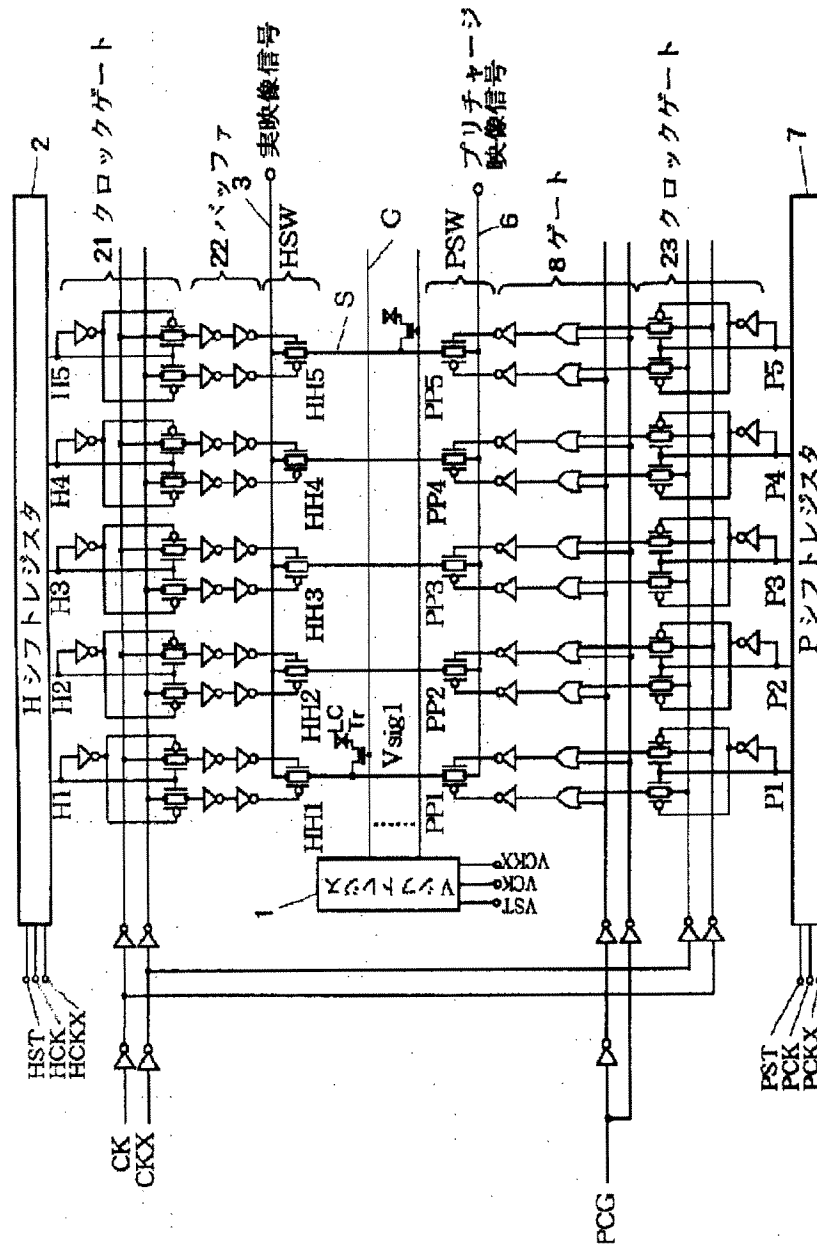 Hシフトレジスタ
2
HST
HCK
HCKX
H1
H2
H3
H4
H5
21 クロックゲート
CK
CKX
22 バッファ
3
実映像信号
HSW
HH1
HH2
HH3
HH4
HH5
S
G
LC
Tr
Vsig1
1
Vシフトレジス
VST
VCK
VCKX
PP1
PP2
PP3
PP4
PP5
PSW
プリチャージ
映像信号
6
8 ゲート
PCG
23 クロックゲート
P1
P2
P3
P4
P5
PST
PCK
PCKX
Pシフトレジスタ
7